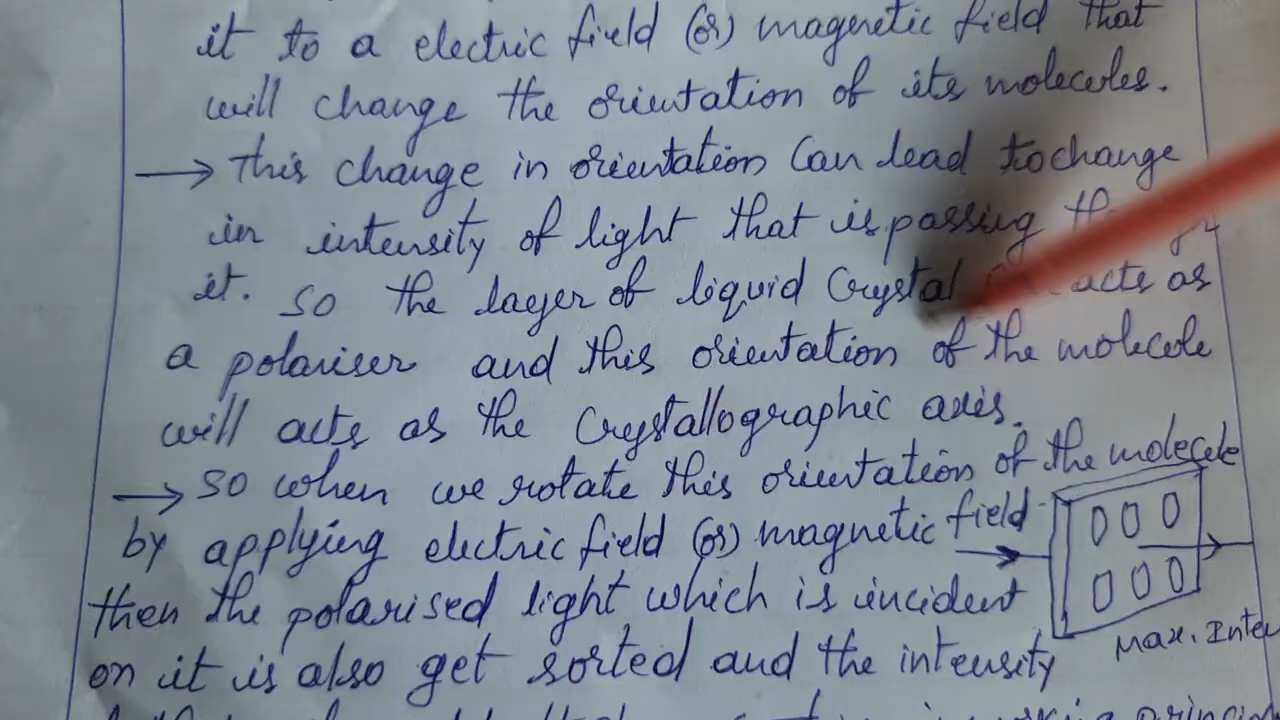 it to a electric field (or) magnetic field that
will change the orientation of its molecules.
→ this change in orientation can lead to change
in intensity of light that is passing
it. so the layer of liquid crystal acts as
a polariser and this orientation of the molecule
will acts as the crystallographic axis.
→ so when we rotate this orientation of the molecule
by applying electric field (or) magnetic field
then the polarised light which is incident
on it is also get sorted and the intensity
Max. Inten